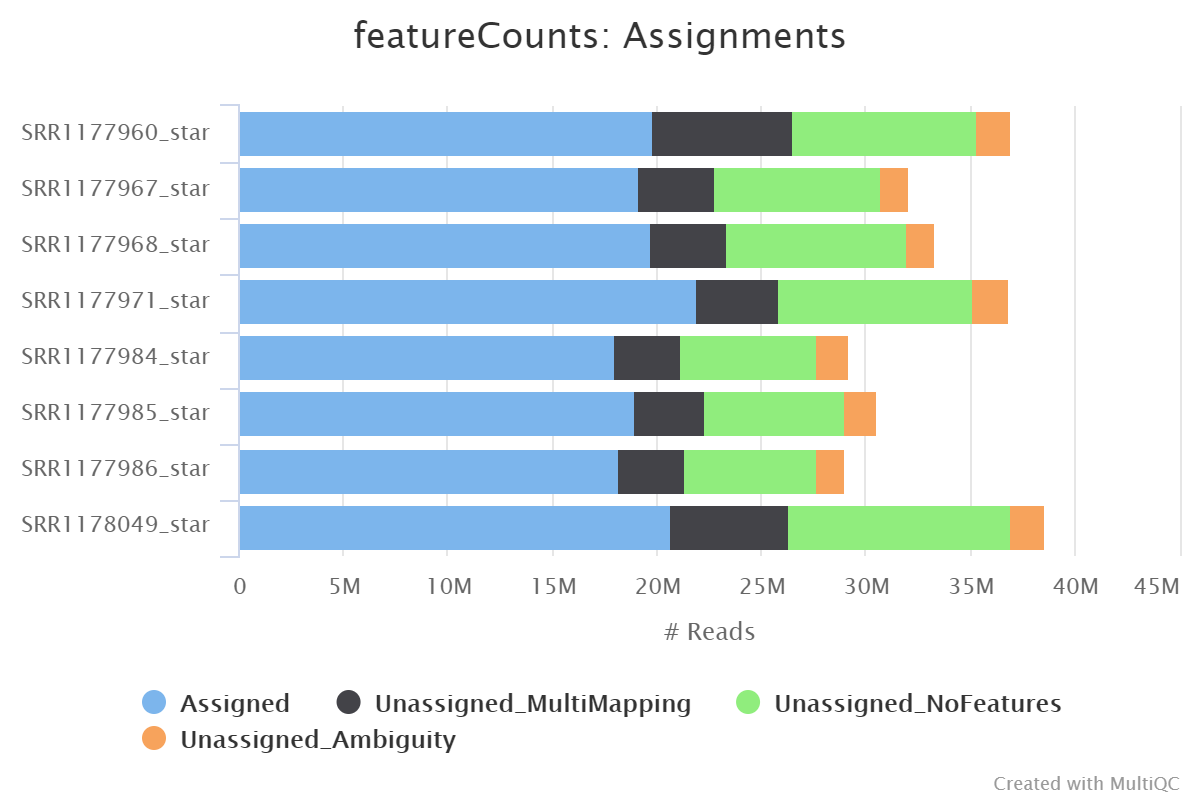 featureCounts: Assignments
SRR1177960_star
SRR1177967_star
SRR1177968_star
SRR1177971_star
SRR1177984_star
SRR1177985_star
SRR1177986_star
SRR1178049_star
0 5M 10M 15M 20M 25M 30M 35M 40M 45M
# Reads
Assigned Unassigned_MultiMapping Unassigned_NoFeatures
Unassigned_Ambiguity
Created with MultiQC